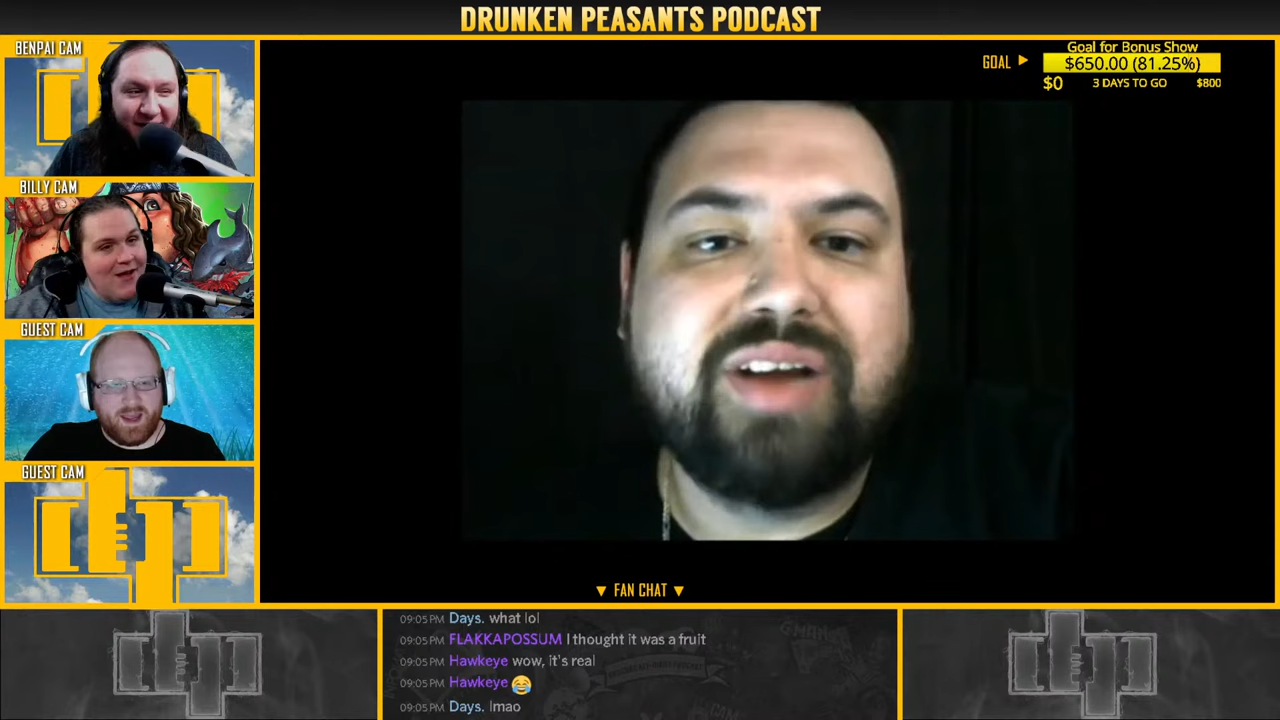 DRUNKEN PEASANTS PODCAST
BENPAI CAM
BILLY CAM
GUEST CAM
GUEST CAM
GOAL ►
Goal for Bonus Show
$650.00 (81.25%)
$0 3 DAYS TO GO $800
▼ FAN CHAT ▼
09:05 PM Days. what lol
09:05 PM FLAKKAPOSSUM I thought it was a fruit
09:05 PM Hawkeye wow, it's real
09:05 PM Hawkeye 😂
09:05 PM Days. lmao